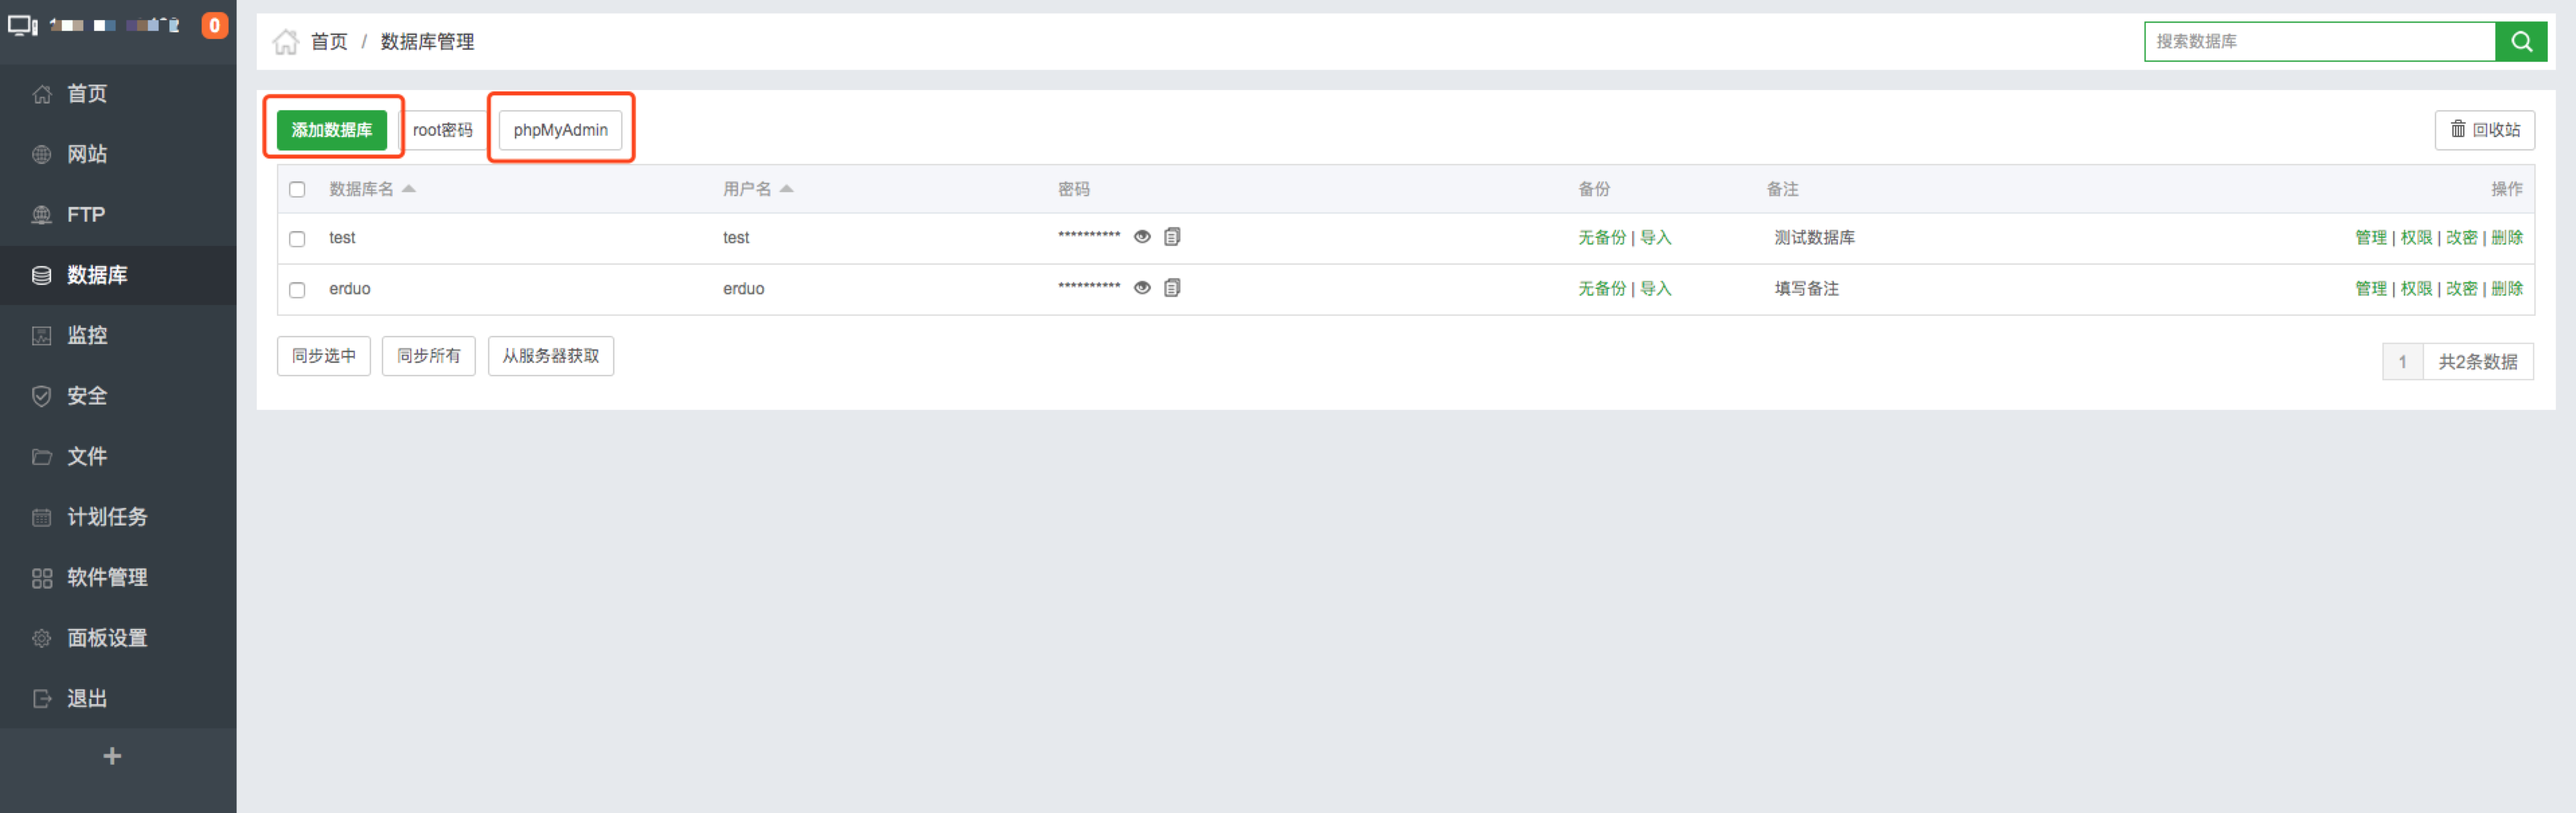 0
首页
网站
FTP
数据库
监控
安全
文件
计划任务
软件管理
面板设置
退出
首页 / 数据库管理
搜索数据库
添加数据库 root密码 phpMyAdmin 回收站
数据库名 用户名 密码 备份 备注 操作
test test ********** 无备份 | 导入 测试数据库 管理 | 权限 | 改密 | 删除
erduo erduo ********** 无备份 | 导入 填写备注 管理 | 权限 | 改密 | 删除
同步选中 同步所有 从服务器获取
1 共2条数据